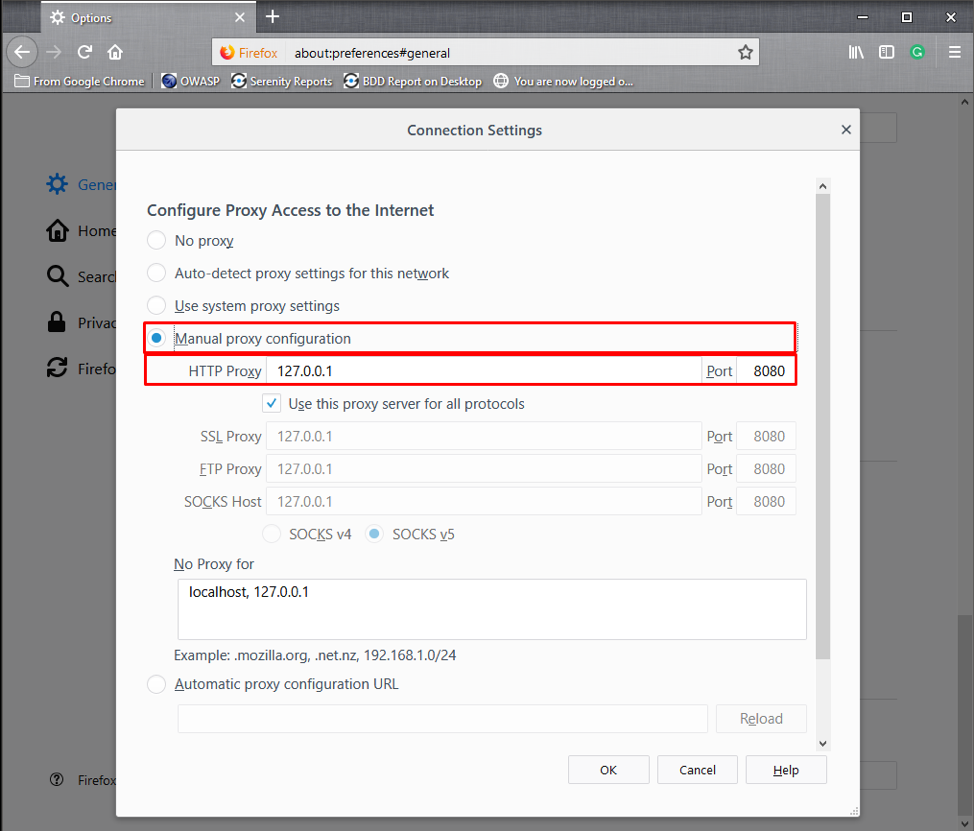 Options
Firefox about:preferences#general
From Google Chrome OWASP Serenity Reports BDD Report on Desktop You are now logged o...
Connection Settings
Gener
Home
Search
Privac
Firefo
Configure Proxy Access to the Internet
No proxy
Auto-detect proxy settings for this network
Use system proxy settings
Manual proxy configuration
HTTP Proxy 127.0.0.1 Port 8080
Use this proxy server for all protocols
SSL Proxy 127.0.0.1 Port 8080
FTP Proxy 127.0.0.1 Port 8080
SOCKS Host 127.0.0.1 Port 8080
SOCKS v4 SOCKS v5
No Proxy for
localhost, 127.0.0.1
Example: .mozilla.org, .net.nz, 192.168.1.0/24
Automatic proxy configuration URL
Reload
OK Cancel Help
Firefox